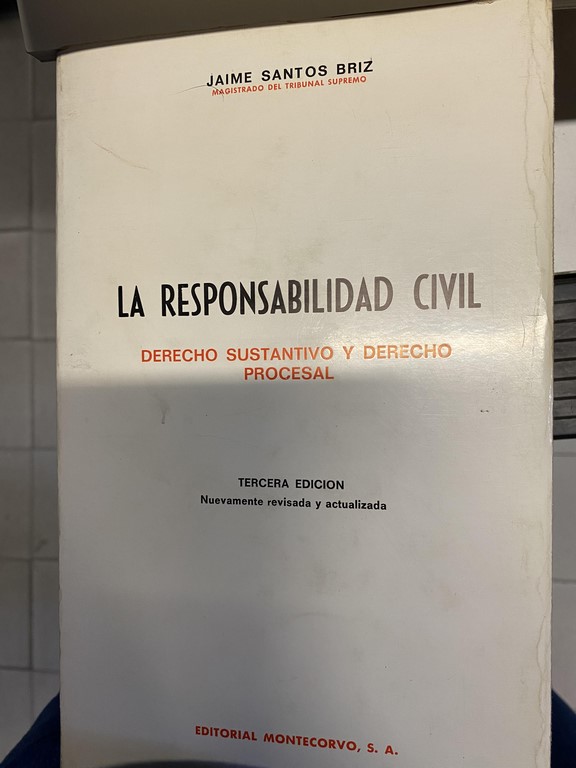 JAIME SANTOS BRIZ
MAGISTRADO DEL TRIBUNAL SUPREMO
LA RESPONSABILIDAD CIVIL
DERECHO SUSTANTIVO Y DERECHO
PROCESAL
TERCERA EDICION
Nuevamente revisada y actualizada
EDITORIAL MONTECORVO, S. A.